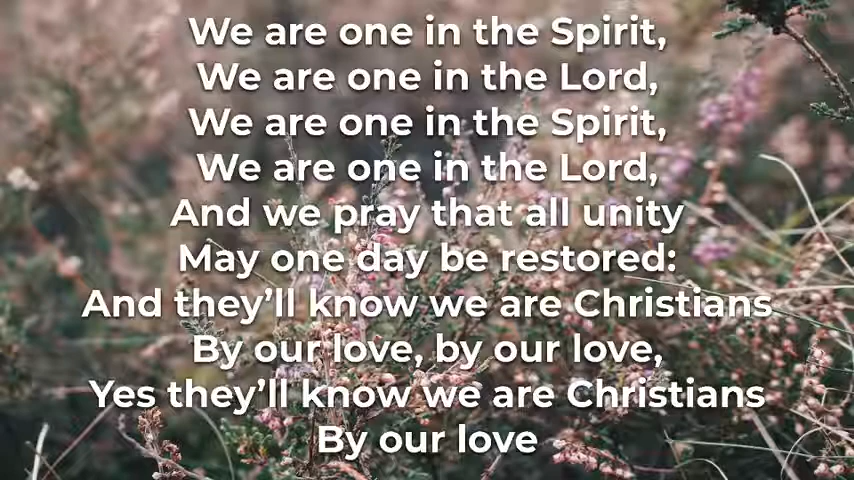 We are one in the Spirit,
We are one in the Lord,
We are one in the Spirit,
We are one in the Lord,
And we pray that all unity
May one day be restored:
And they’ll know we are Christians
By our love, by our love,
Yes they’ll know we are Christians
By our love